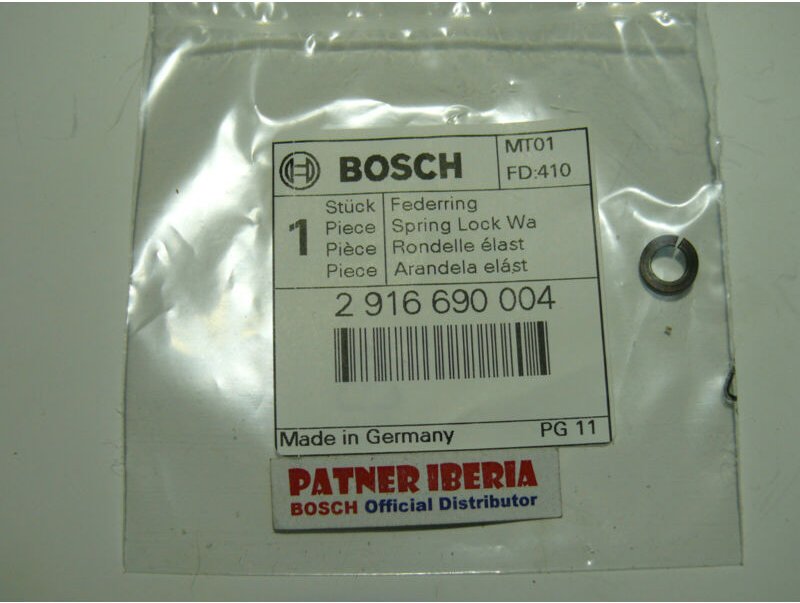 BOSCH
MT01
FD:410
1
Stück Federring
Piece Spring Lock Wa
Pièce Rondelle élast
Piece Arandela elást
2 916 690 004
Made in Germany PG 11
PATNER IBERIA
BOSCH Official Distributor